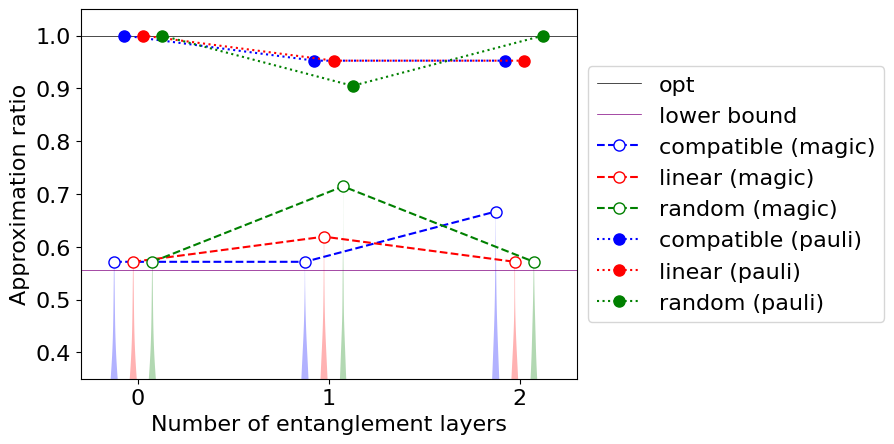 1.0
0.9
0.8
0.7
0.6
0.5
0.4
Approximation ratio
0 1 2
Number of entanglement layers
opt
lower bound
compatible (magic)
linear (magic)
random (magic)
compatible (pauli)
linear (pauli)
random (pauli)